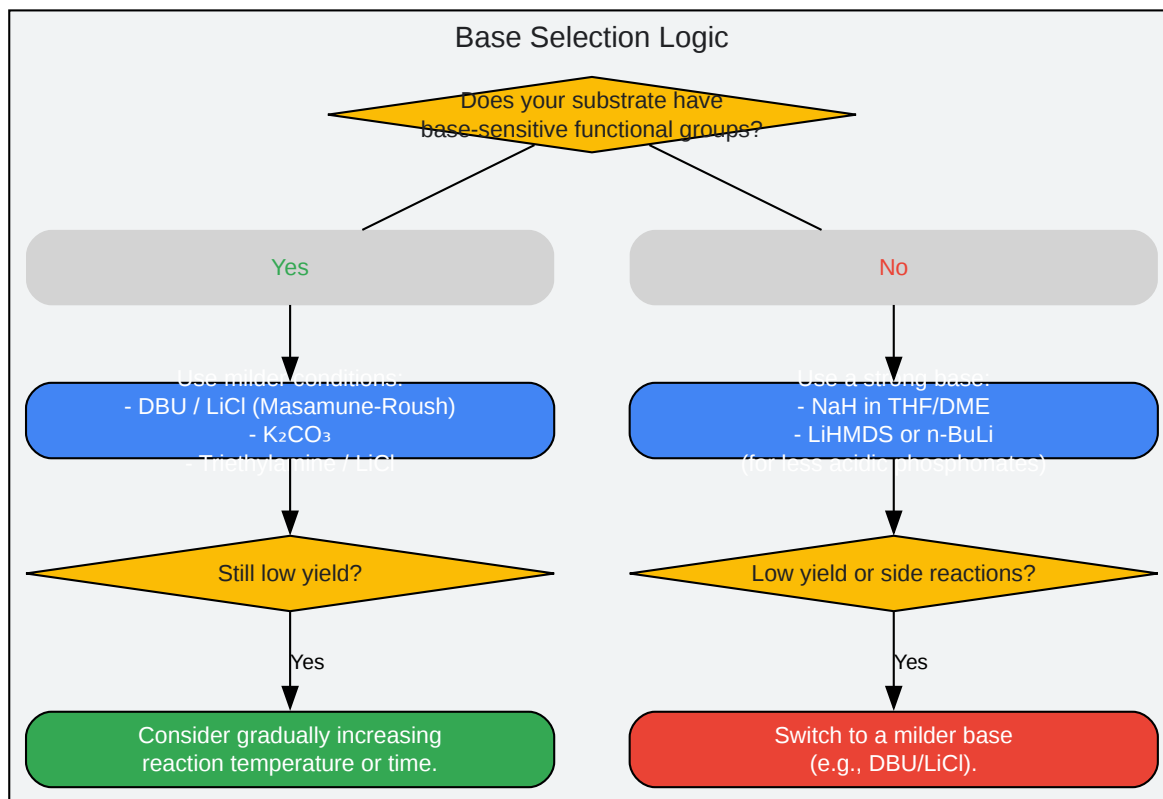 Base Selection Logic
Does your substrate have
base-sensitive functional groups?
Yes
No
Use milder conditions:
- DBU / LiCl (Masamune-Roush)
- K₂CO₃
- Triethylamine / LiCl
Use a strong base:
- NaH in THF/DME
- LiHMDS or n-BuLi
(for less acidic phosphonates)
Still low yield?
Low yield or side reactions?
Yes
Yes
Consider gradually increasing
reaction temperature or time.
Switch to a milder base
(e.g., DBU/LiCl).